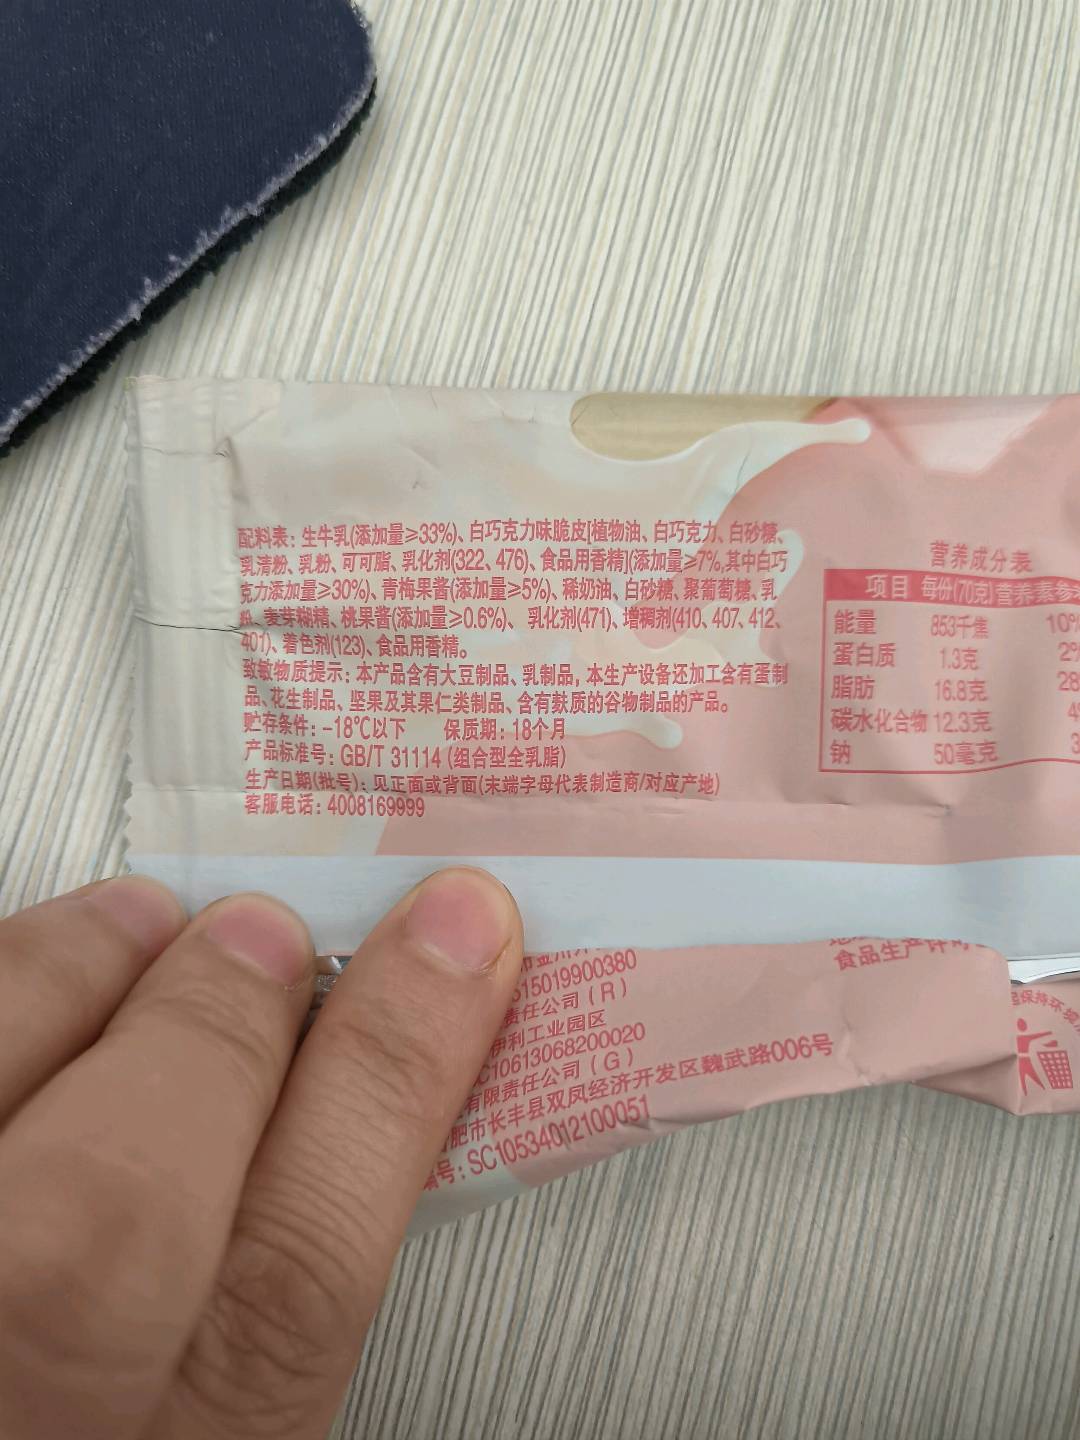 配料表：生牛乳(添加量≥33%)、白巧克力味脆皮[植物油、白巧克力、白砂糖、
乳清粉、乳粉、可可脂、乳化剂(322、476)、食品用香精](添加量≥7%,其中白巧
克力添加量≥30%)、青梅果酱(添加量≥5%)、稀奶油、白砂糖、聚葡萄糖、乳
粉、麦芽糊精、桃果酱(添加量≥0.6%)、乳化剂(471)、增稠剂(410、407、412、
401)、着色剂(123)、食品用香精。
致敏物质提示：本产品含有大豆制品、乳制品，本生产设备还加工含有蛋制
品、花生制品、坚果及其果仁类制品、含有麸质的谷物制品的产品。
贮存条件：-18℃以下 保质期：18个月
产品标准号：GB/T 31114 (组合型全乳脂)
生产日期(批号)：见正面或背面(末端字母代表制造商/对应产地)
客服电话：4008169999
营养成分表
项目 每份(70克) 营养素参
能量 853千焦 10%
蛋白质 1.3克 2%
脂肪 16.8克 28
碳水化合物 12.3克 4
钠 50毫克 3
515019900380
责任公司(R)
伊利工业园区
C10613068200020
有限责任公司(G)
肥市长丰县双凤经济开发区魏武路006号
编号：SC10534012100051
食品生产许
保持环境